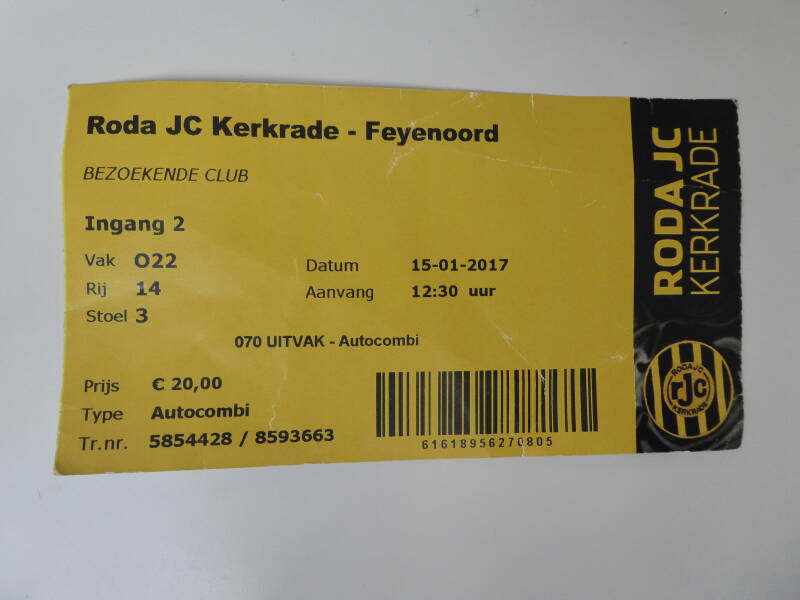 Roda JC Kerkrade - Feyenoord
BEZOEKENDE CLUB
Ingang 2
Vak O22
Rij 14
Stoel 3
Datum 15-01-2017
Aanvang 12:30 uur
070 UITVAK - Autocombi
Prijs € 20,00
Type Autocombi
Tr.nr. 5854428 / 8593663
61618956270805
RODA JC
KERKRADE
RODA JC
rJC
KERKRADE